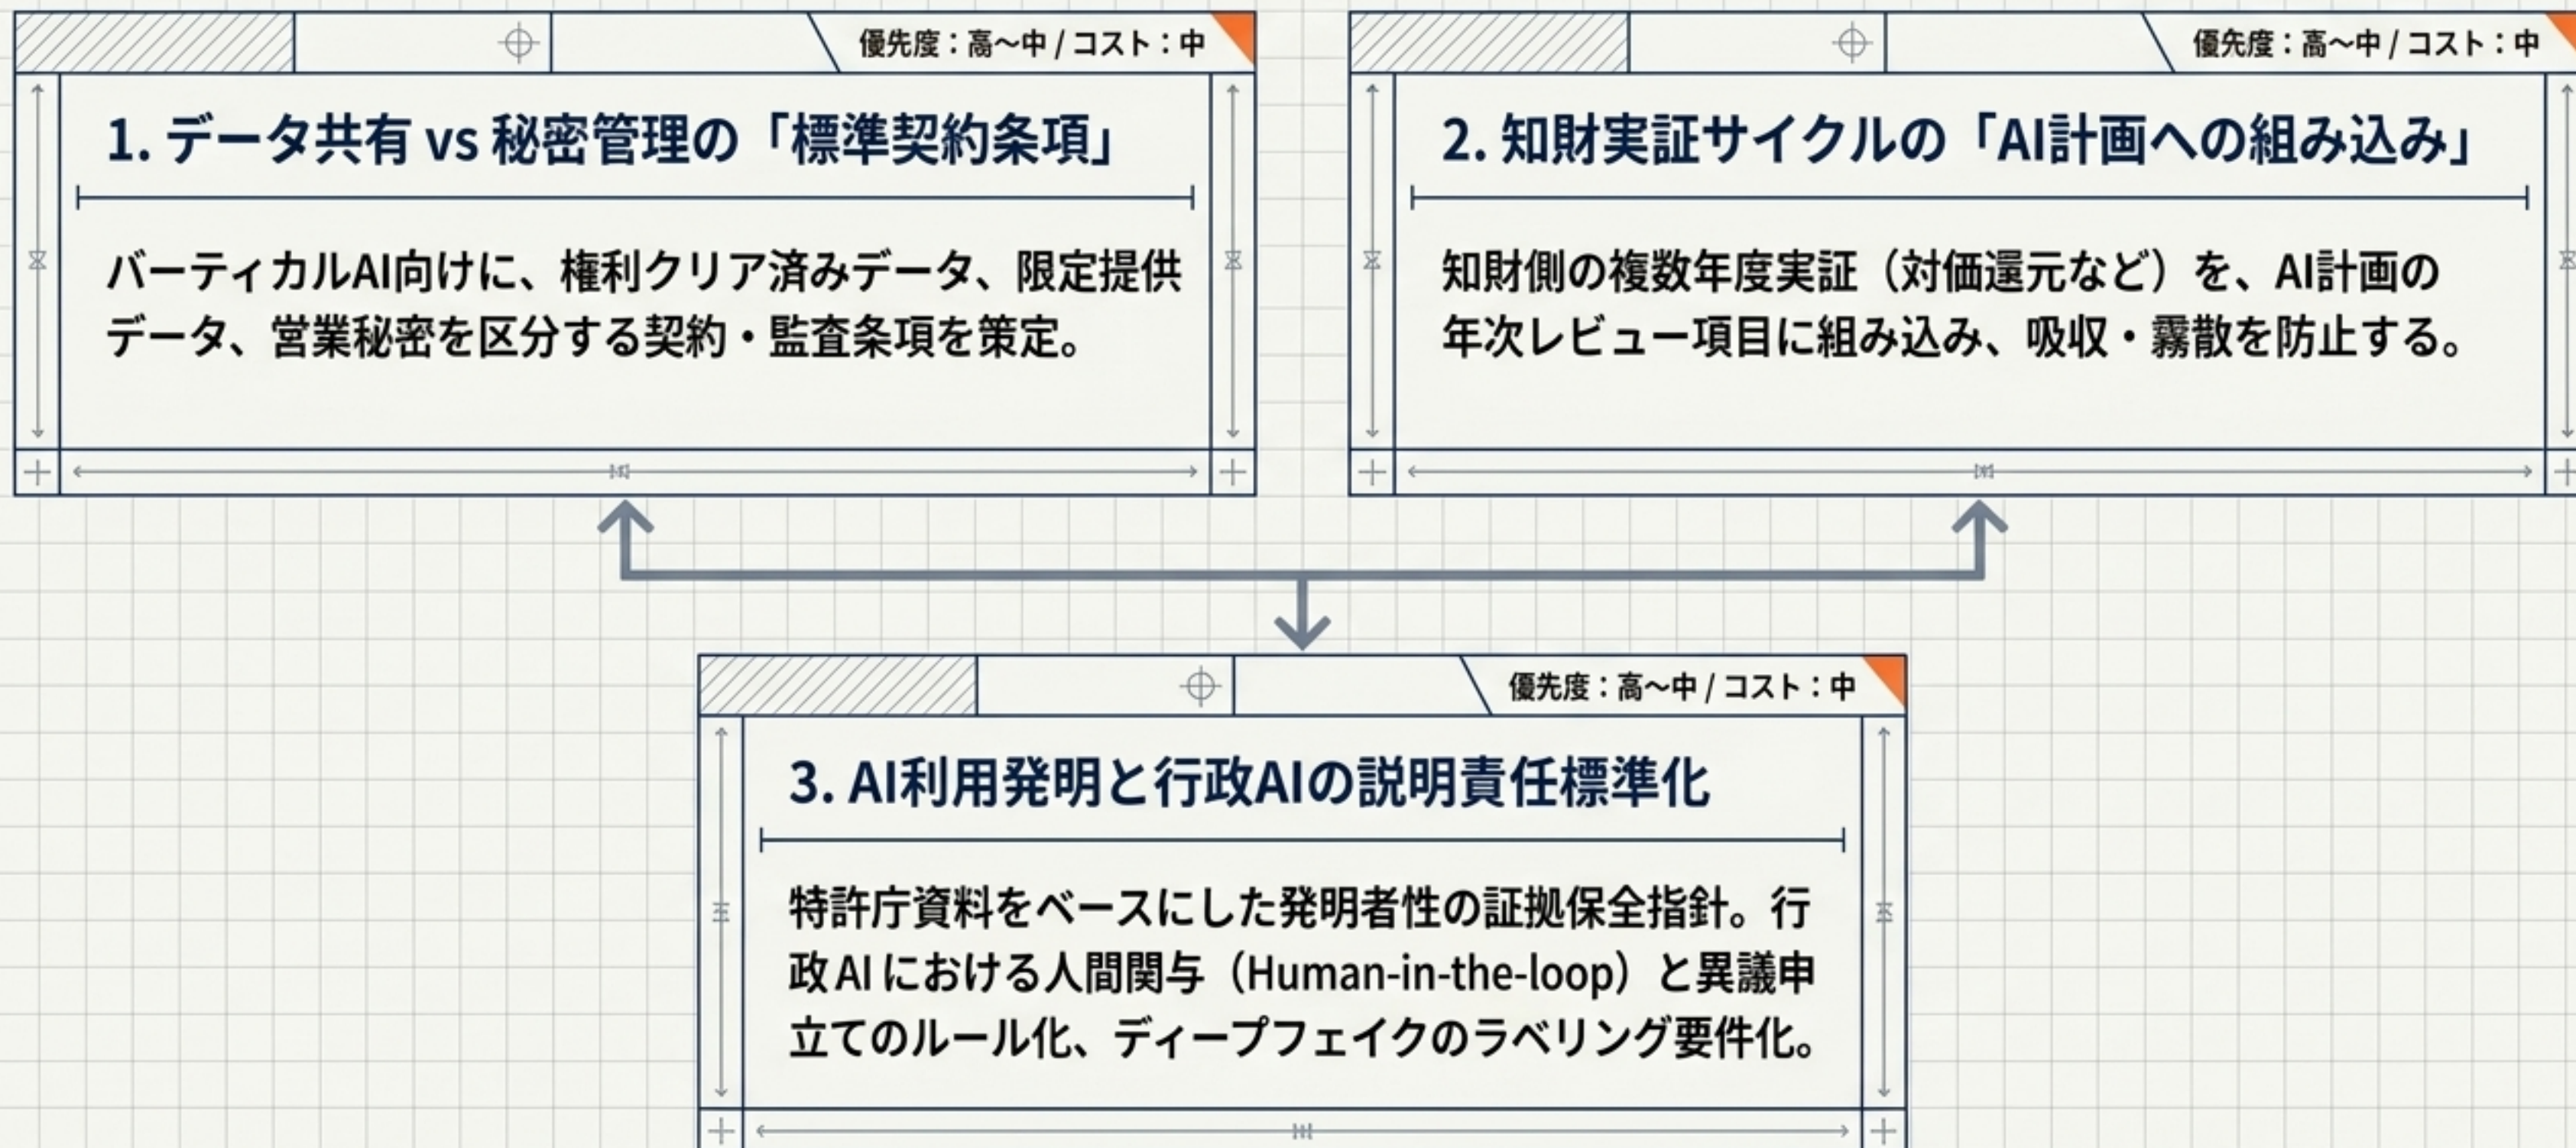 優先度：高～中 / コスト：中
1. データ共有 vs 秘密管理の「標準契約条項」
バーティカルAI向けに、権利クリア済みデータ、限定提供
データ、営業秘密を区分する契約・監査条項を策定。
優先度：高～中 / コスト：中
2. 知財実証サイクルの「AI計画への組み込み」
知財側の複数年度実証（対価還元など）を、AI計画の
年次レビュー項目に組み込み、吸収・霧散を防止する。
優先度：高～中 / コスト：中
3. AI利用発明と行政AIの説明責任標準化
特許庁資料をベースにした発明者性の証拠保全指針。行
政 AI における人間関与（Human-in-the-loop）と異議申
立てのルール化、ディープフェイクのラベリング要件化。